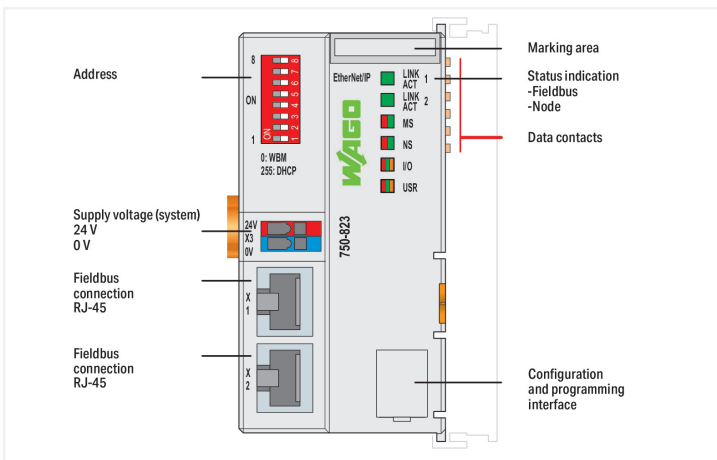 Address
8
ON
1
8
7
6
5
4
3
2
1
ON
0: WBM
255: DHCP
Supply voltage (system)
24 V
0 V
24V
X3
0V
Fieldbus
connection
RJ-45
X
1
Fieldbus
connection
RJ-45
X
2
EtherNet/IP
LINK 1
ACT
LINK 2
ACT
MS
NS
I/O
USR
WAGO
750-823
Marking area
Status indication
-Fieldbus
-Node
Data contacts
Configuration
and programming
interface